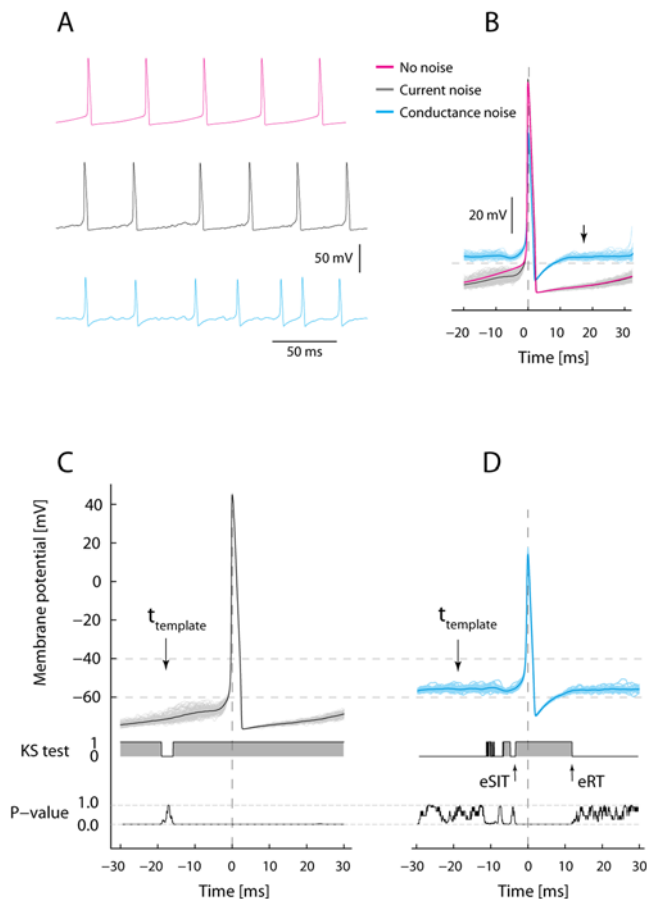 A
B
No noise
Current noise
Conductance noise
20 mV
50 mV
50 ms
−20 −10 0 10 20 30
Time [ms]
C
D
Membrane potential [mV]
40
20
0
−20
−40
−60
t template
t template
KS test
1
0
eSIT
eRT
P−value
1.0
0.0
−30 −20 −10 0 10 20 30
−30 −20 −10 0 10 20 30
Time [ms]
Time [ms]